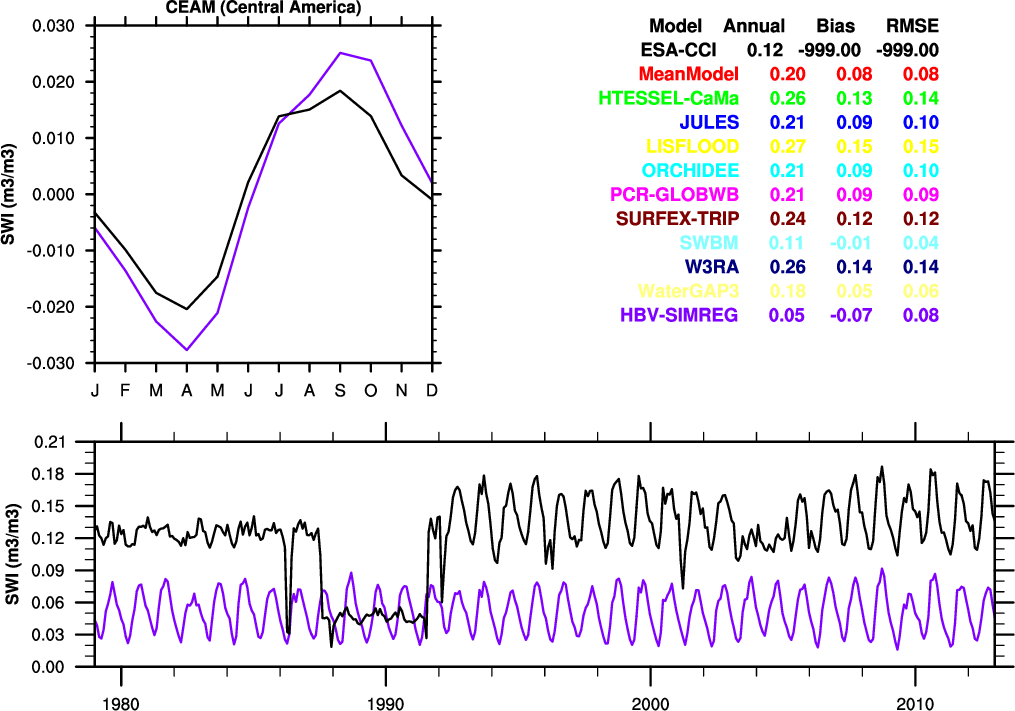 CEAM (Central America)
SWI (m3/m3)
0.030
0.020
0.010
0.000
-0.010
-0.020
-0.030
J F M A M J J A S O N D
Model Annual Bias RMSE
ESA-CCI 0.12 -999.00 -999.00
MeanModel 0.20 0.08 0.08
HTESSEL-CaMa 0.26 0.13 0.14
JULES 0.21 0.09 0.10
LISFLOOD 0.27 0.15 0.15
ORCHIDEE 0.21 0.09 0.10
PCR-GLOBWB 0.21 0.09 0.09
SURFEX-TRIP 0.24 0.12 0.12
SWBM 0.11 -0.01 0.04
W3RA 0.26 0.14 0.14
WaterGAP3 0.18 0.05 0.06
HBV-SIMREG 0.05 -0.07 0.08
SWI (m3/m3)
0.21
0.18
0.15
0.12
0.09
0.06
0.03
0.00
1980 1990 2000 2010